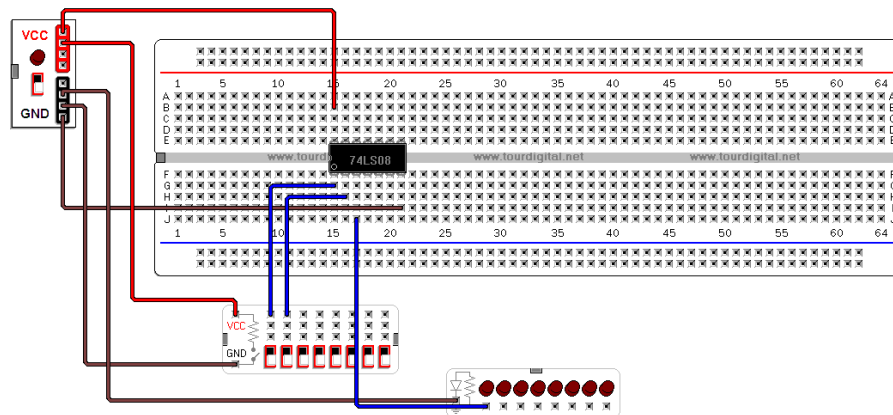 VCC
GND
1 5 10 15 20 25 30 35 40 45 50 55 60 64
A A
B B
C C
D D
E E
www.tourdigital.net www.tourdigital.net www.tourdigital.net
74LS08
F F
G G
H H
I I
J J
1 5 10 15 20 25 30 35 40 45 50 55 60 64
VCC
GND